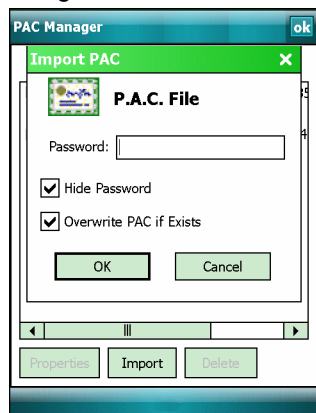 PAC Manager ok
Import PAC
P.A.C. File
Password:
Hide Password
Overwrite PAC if Exists
OK Cancel
Properties Import Delete